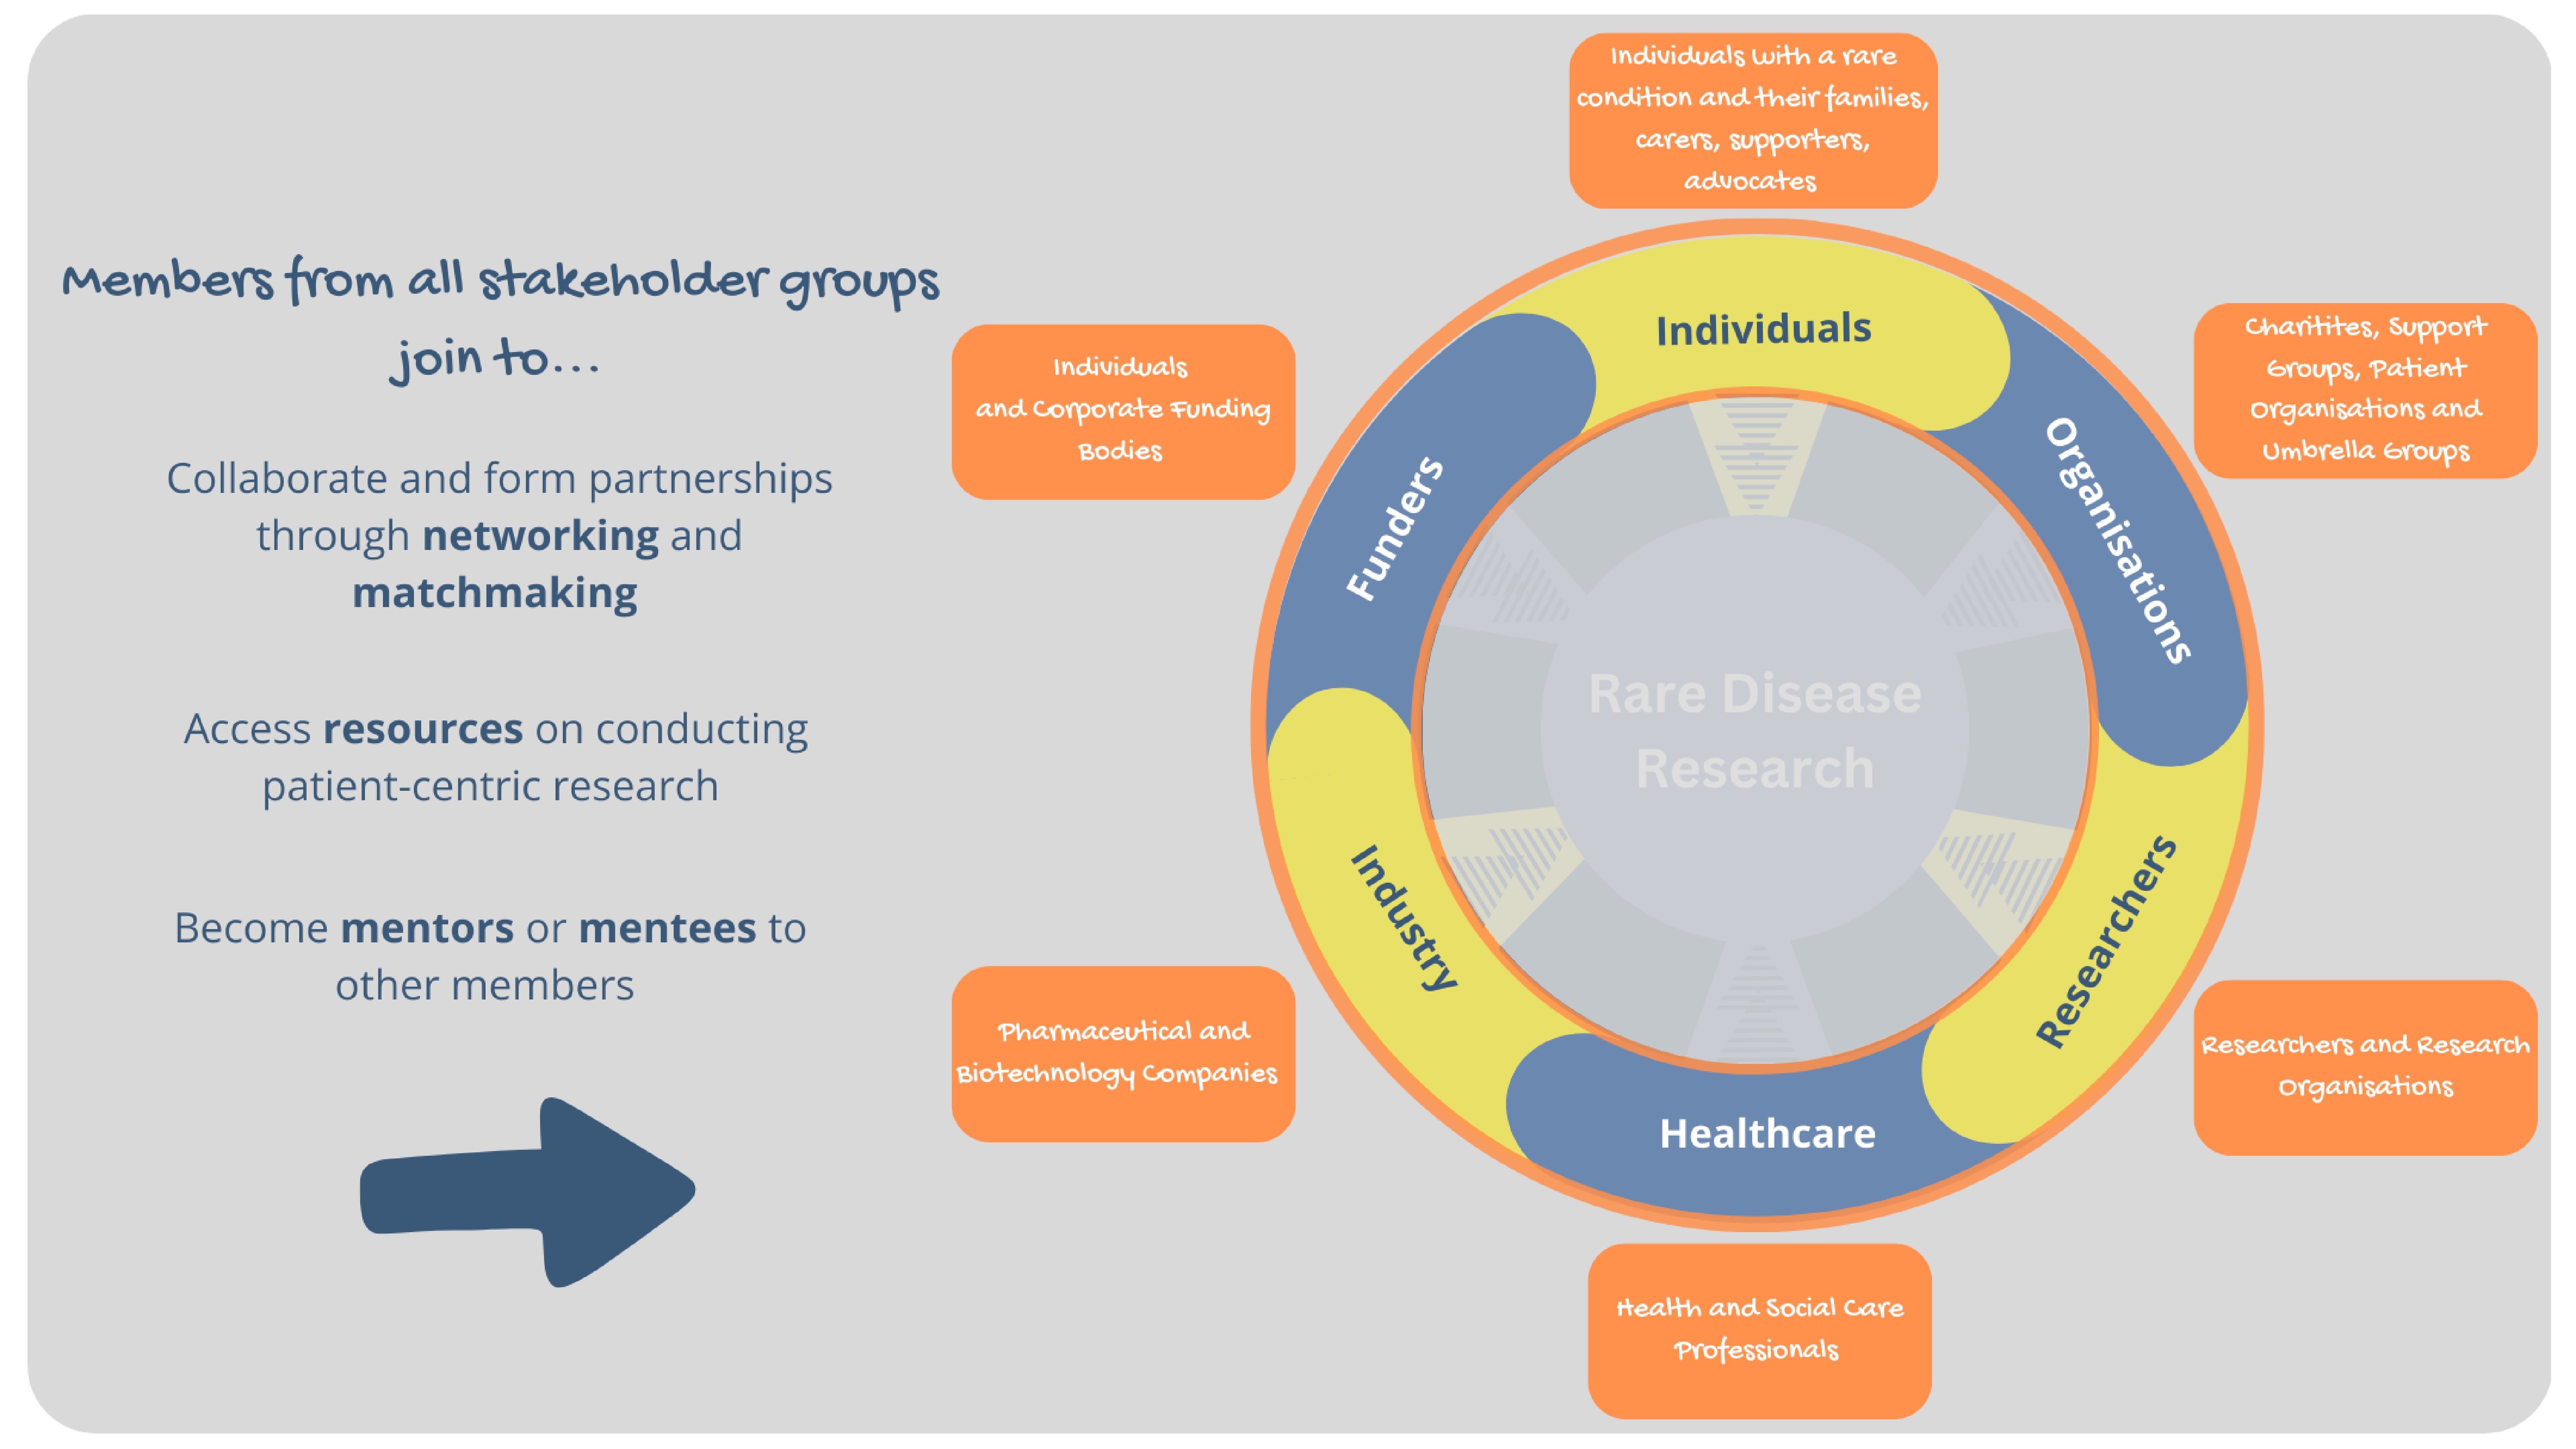 Members from all stakeholder groups
join to...
Collaborate and form partnerships
through networking and
matchmaking
Access resources on conducting
patient-centric research
Become mentors or mentees to
other members
Individuals with a rare
condition and their families,
carers, supporters,
advocates
Individuals
and Corporate Funding
Bodies
Charitites, Support
Groups, Patient
Organisations and
Umbrella Groups
Individuals
Funders
Organisations
Rare Disease
Research
Industry
Researchers
Healthcare
Pharmaceutical and
Biotechnology Companies
Researchers and Research
Organisations
Health and Social Care
Professionals